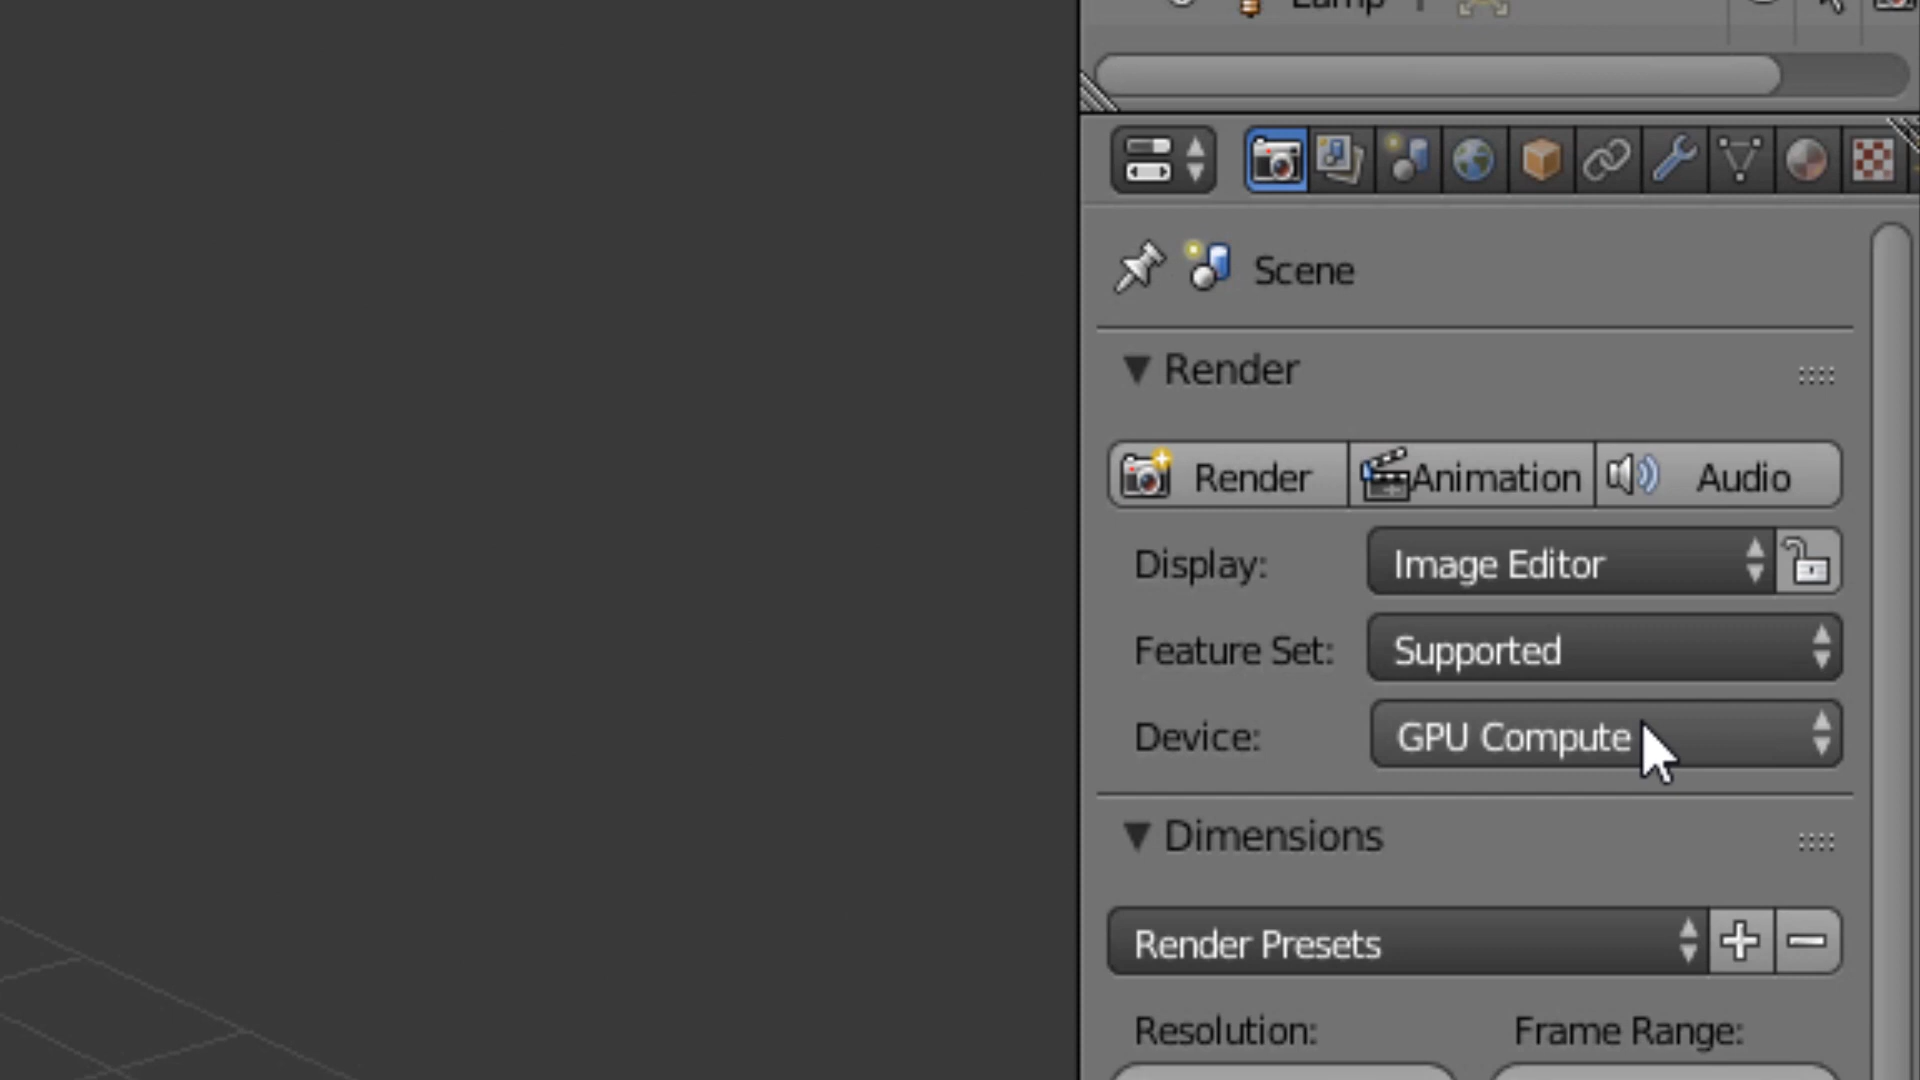 Lamp
Scene
Render
Render Animation Audio
Display: Image Editor
Feature Set: Supported
Device: GPU Compute
Dimensions
Render Presets
Resolution: Frame Range: